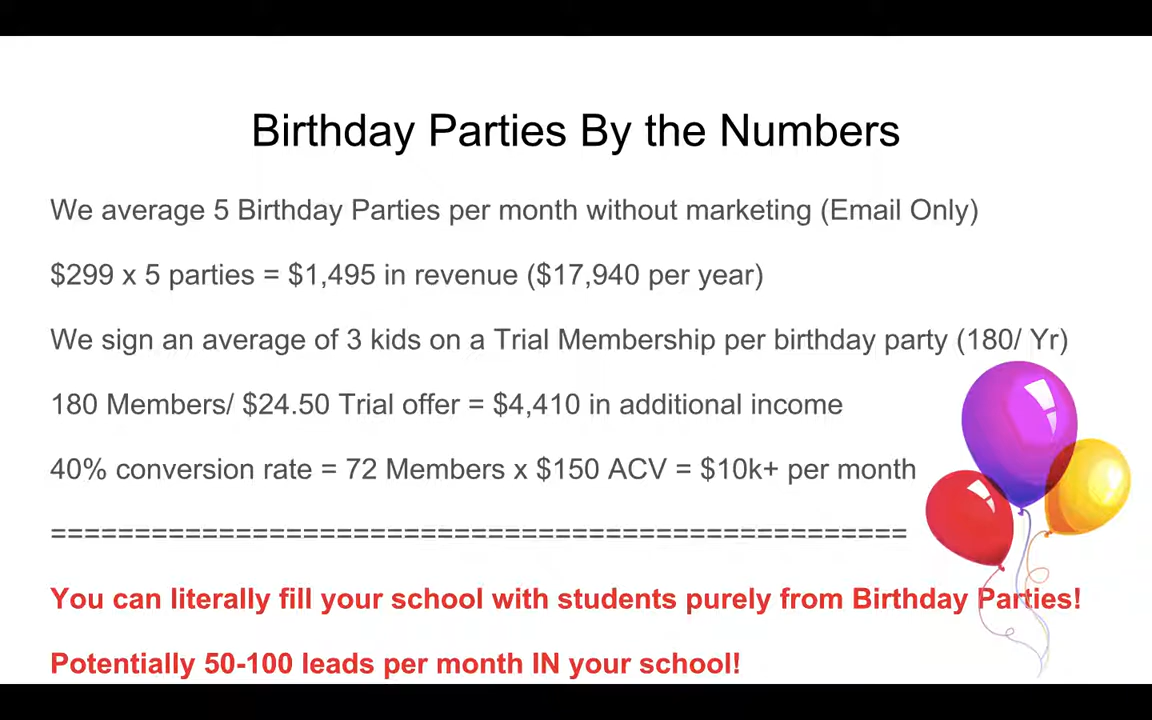 Birthday Parties By the Numbers
We average 5 Birthday Parties per month without marketing (Email Only)
$299 x 5 parties = $1,495 in revenue ($17,940 per year)
We sign an average of 3 kids on a Trial Membership per birthday party (180/ Yr)
180 Members/ $24.50 Trial offer = $4,410 in additional income
40% conversion rate = 72 Members x $150 ACV = $10k+ per month
===================================================
You can literally fill your school with students purely from Birthday Parties!
Potentially 50-100 leads per month IN your school!